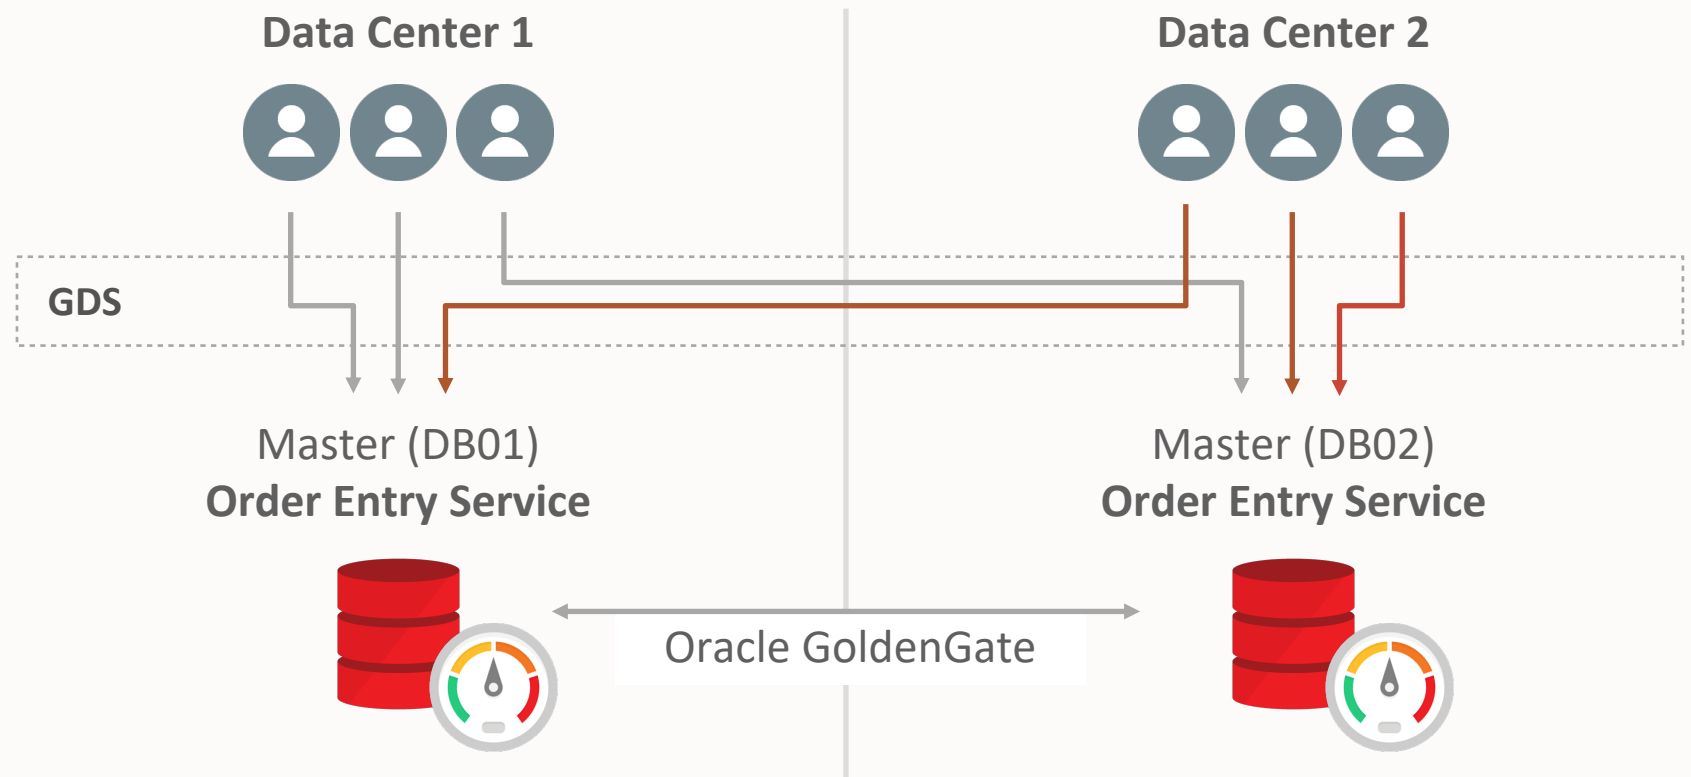 Data Center 1
Data Center 2
GDS
Master (DB01)
Order Entry Service
Master (DB02)
Order Entry Service
Oracle GoldenGate